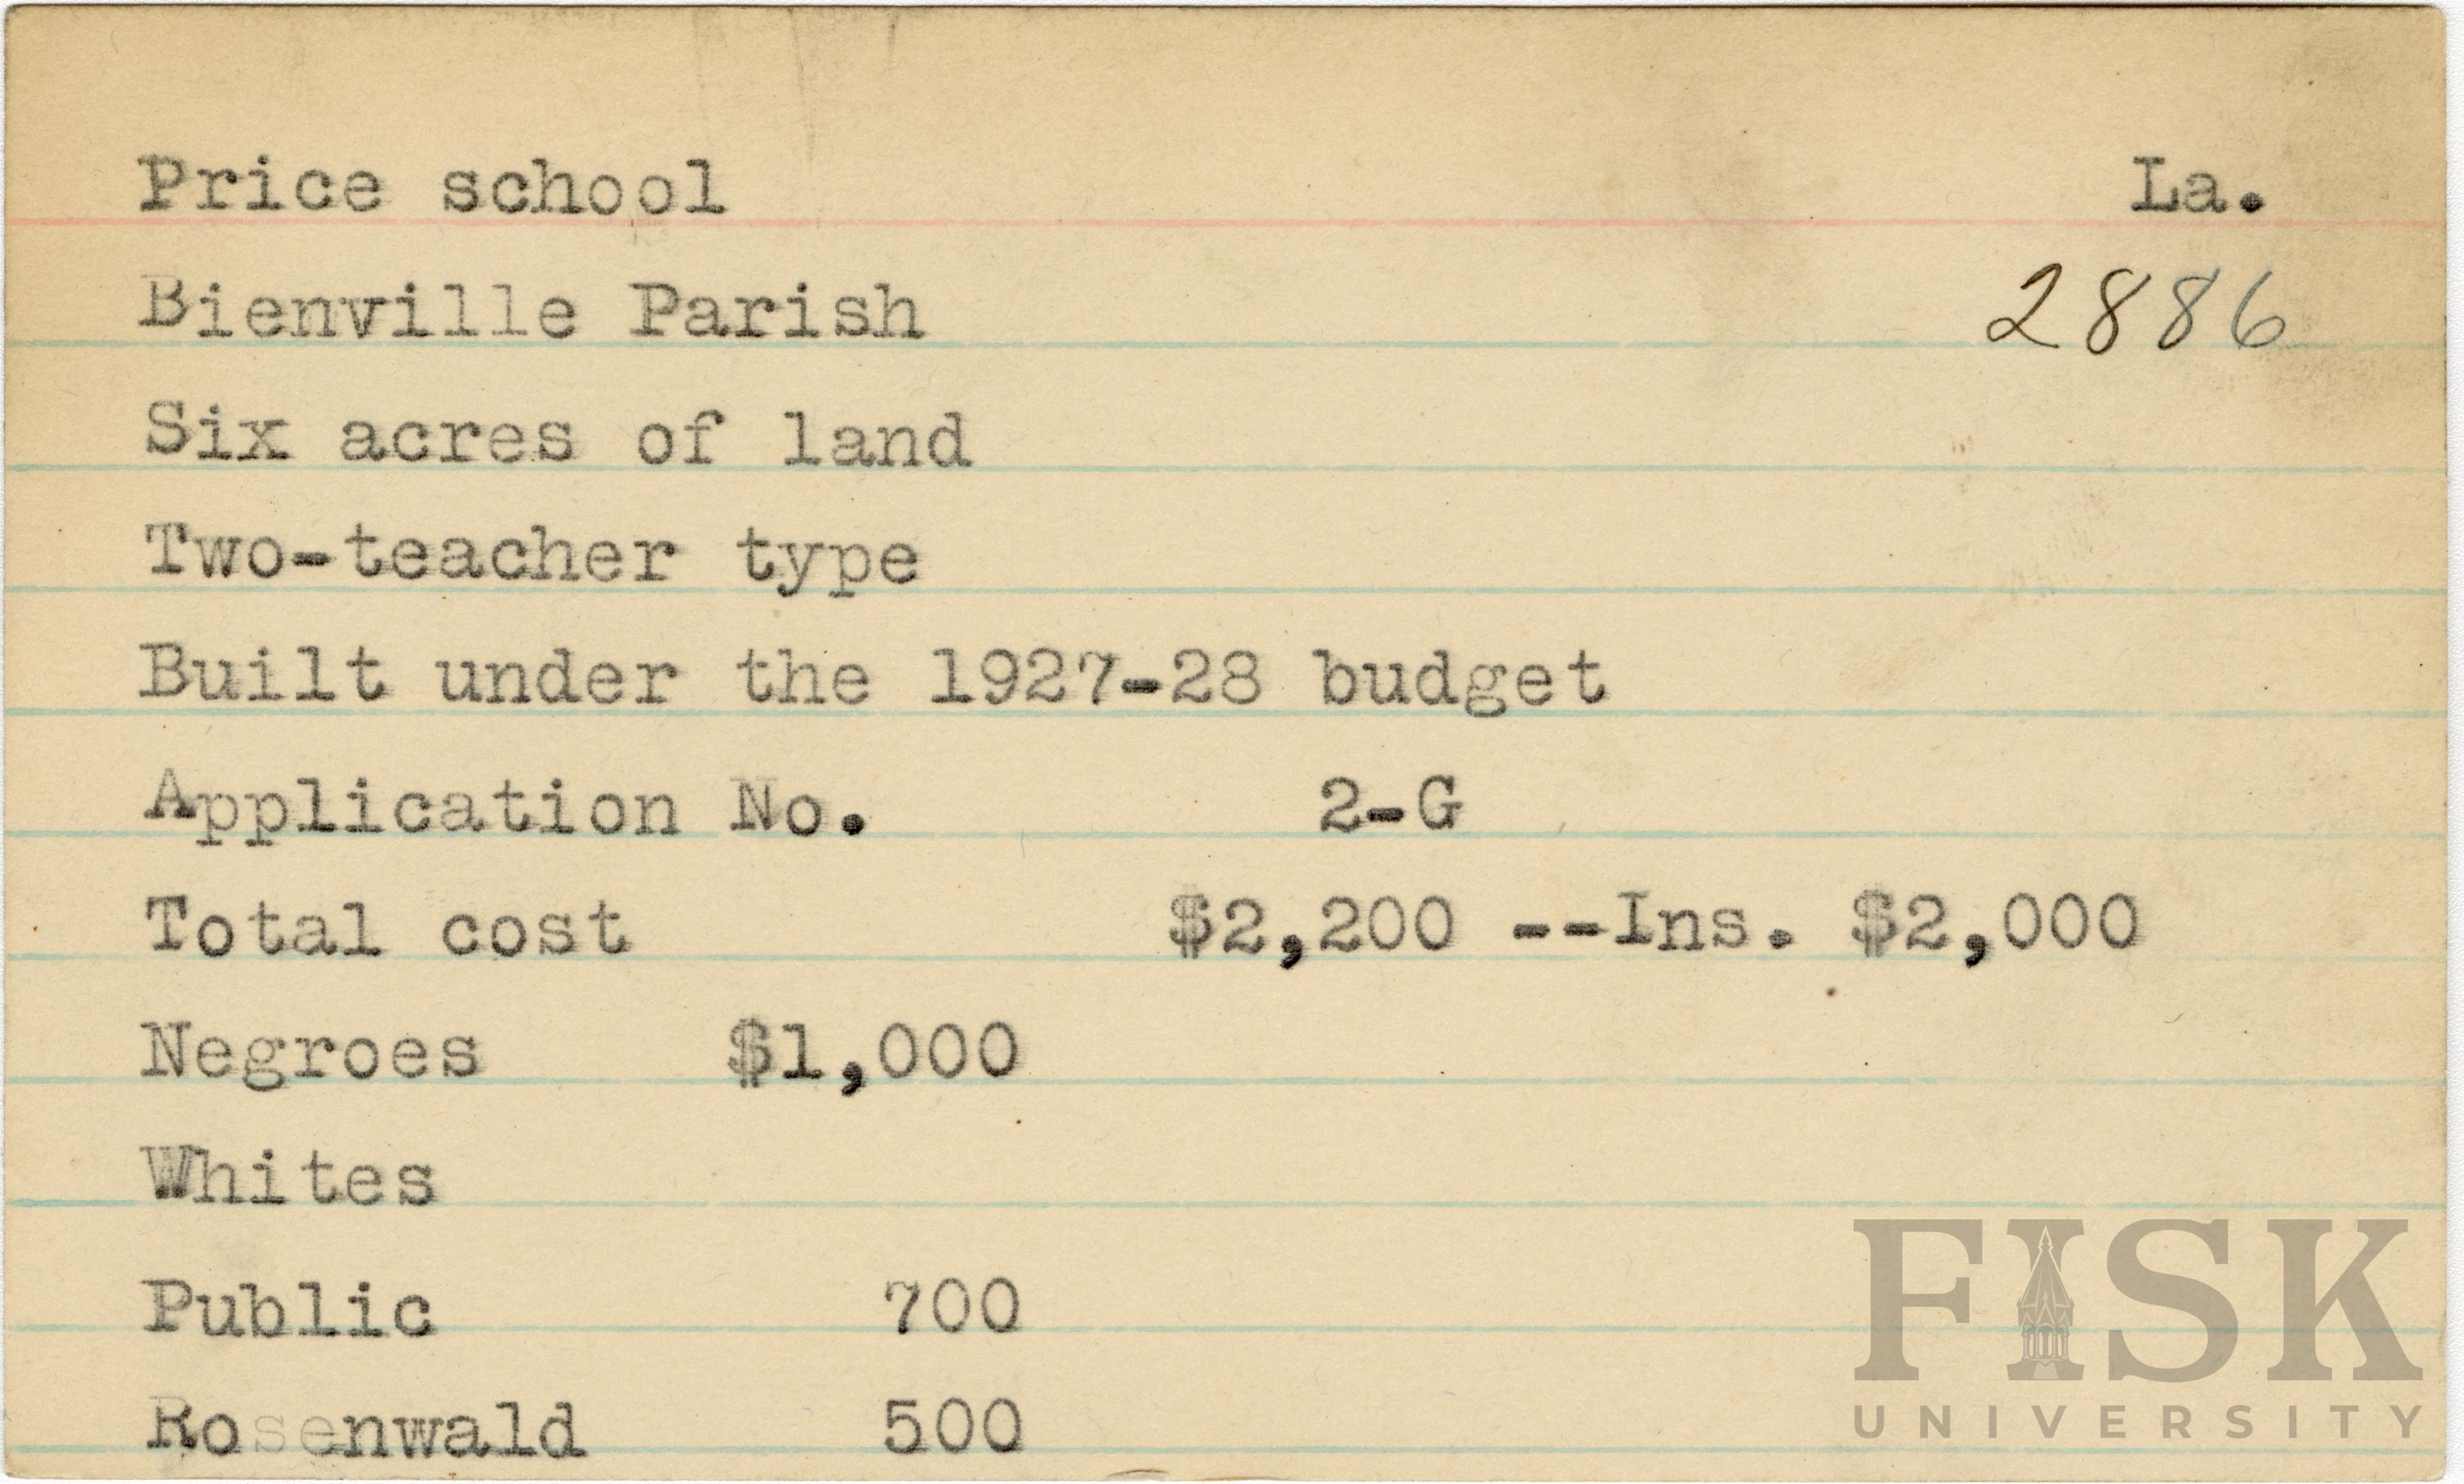 Price school La.
Bienville Parish 2886
Six acres of land
Two-teacher type
Built under the 1927-28 budget
Application No. 2-G
Total cost $2,200 --Ins. $2,000
Negroes $1,000
Whites
Public 700
Rosenwald 500
FISK
UNIVERSITY